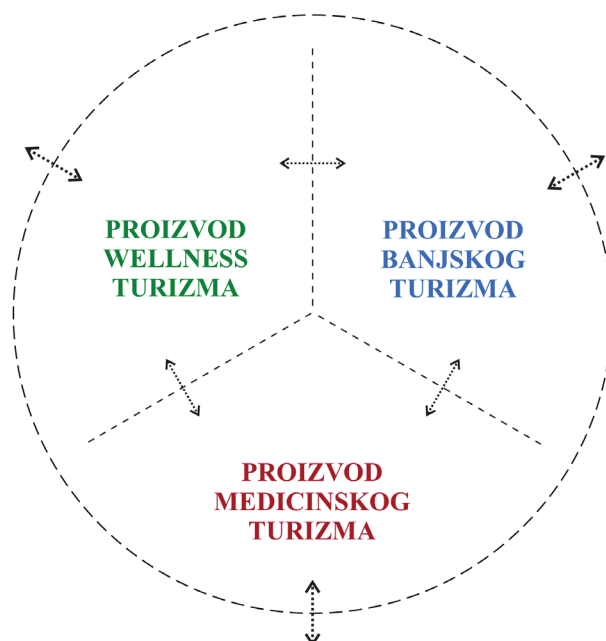 PROIZVOD
WELLNESS
TURIZMA
PROIZVOD
BANJSKOG
TURIZMA
PROIZVOD
MEDICINSKOG
TURIZMA